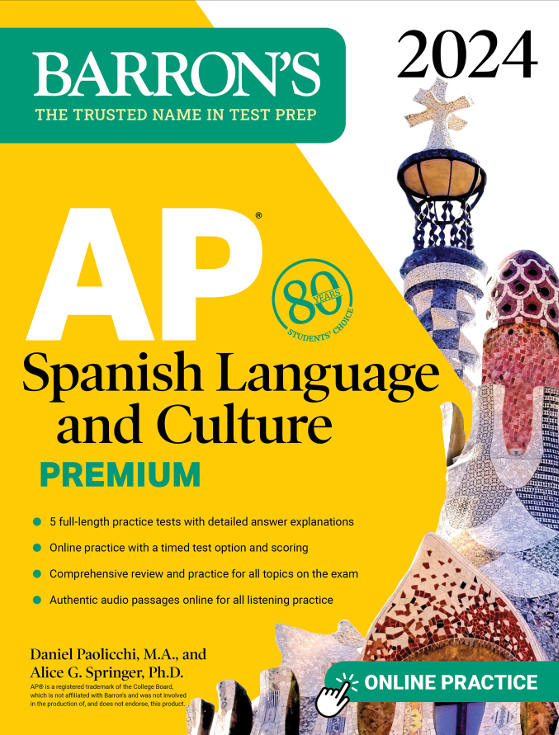 BARRON'S
THE TRUSTED NAME IN TEST PREP
2024
AP®
80
YEARS
STUDENTS' CHOICE
Spanish Language
and Culture
PREMIUM
5 full-length practice tests with detailed answer explanations
Online practice with a timed test option and scoring
Comprehensive review and practice for all topics on the exam
Authentic audio passages online for all listening practice
Daniel Paolicchi, M.A., and
Alice G. Springer, Ph.D.
AP® is a registered trademark of the College Board,
which is not affiliated with Barron's and was not involved
in the production of, and does not endorse, this product.
ONLINE PRACTICE